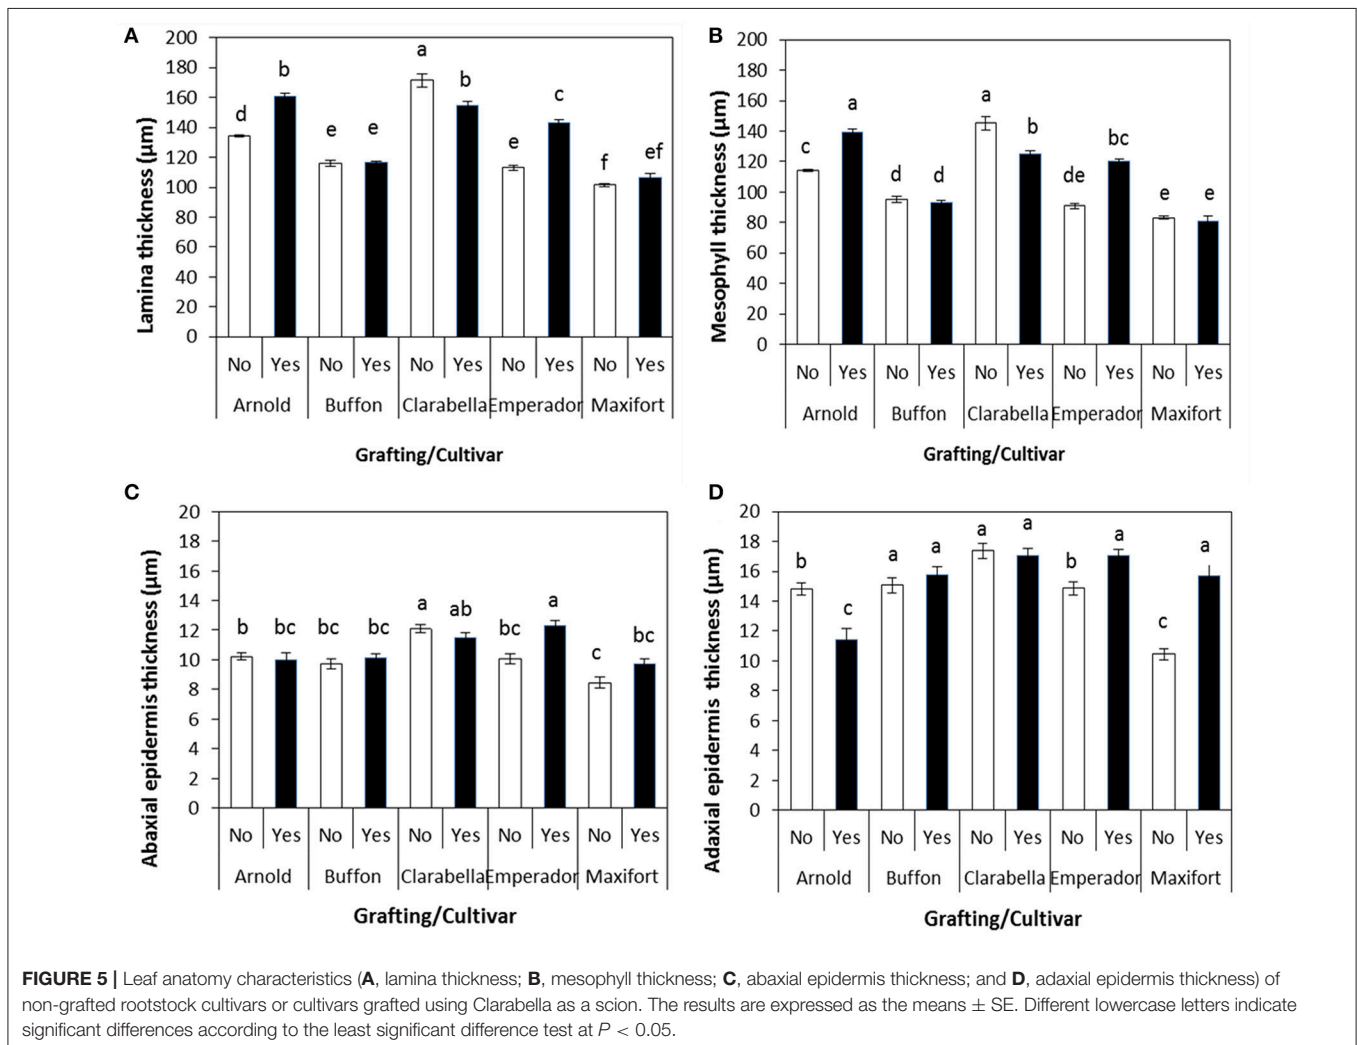 A
Lamina thickness (µm)
200
180
160
140
120
100
80
60
40
20
0
d b e e a b e c f ef
No Yes No Yes No Yes No Yes No Yes
Arnold Buffon Clarabella Emperador Maxifort
Grafting/Cultivar
B
Mesophyll thickness (µm)
200
180
160
140
120
100
80
60
40
20
0
c a d d a b de bc e e
No Yes No Yes No Yes No Yes No Yes
Arnold Buffon Clarabella Emperador Maxifort
Grafting/Cultivar
C
Abaxial epidermis thickness (µm)
20
18
16
14
12
10
8
6
4
2
0
b bc bc bc a ab bc a c bc
No Yes No Yes No Yes No Yes No Yes
Arnold Buffon Clarabella Emperador Maxifort
Grafting/Cultivar
D
Adaxial epidermis thickness (µm)
20
18
16
14
12
10
8
6
4
2
0
b c a a a a b a c a
No Yes No Yes No Yes No Yes No Yes
Arnold Buffon Clarabella Emperador Maxifort
Grafting/Cultivar
FIGURE 5 | Leaf anatomy characteristics (A, lamina thickness; B, mesophyll thickness; C, abaxial epidermis thickness; and D, adaxial epidermis thickness) of
non-grafted rootstock cultivars or cultivars grafted using Clarabella as a scion. The results are expressed as the means ± SE. Different lowercase letters indicate
significant differences according to the least significant difference test at P < 0.05.